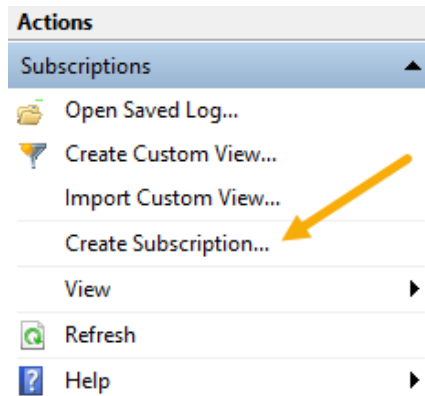 Actions
Subscriptions
Open Saved Log...
Create Custom View...
Import Custom View...
Create Subscription...
View
Refresh
Help